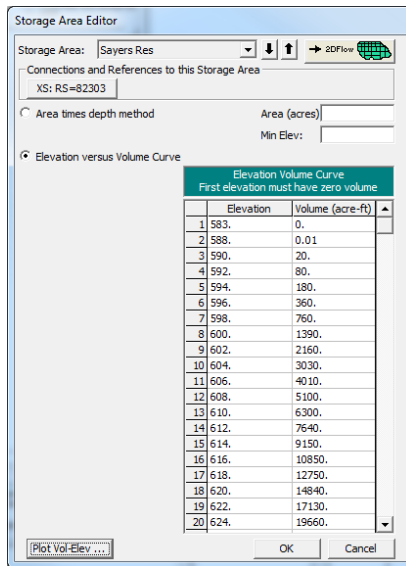 Storage Area Editor
Storage Area: Sayers Res → 2DFlow
Connections and References to this Storage Area
XS: RS=82303
Area times depth method Area (acres)
Min Elev:
Elevation versus Volume Curve
Elevation Volume Curve
First elevation must have zero volume
Elevation Volume (acre-ft)
1 583. 0.
2 588. 0.01
3 590. 20.
4 592. 80.
5 594. 180.
6 596. 360.
7 598. 760.
8 600. 1390.
9 602. 2160.
10 604. 3030.
11 606. 4010.
12 608. 5100.
13 610. 6300.
14 612. 7640.
15 614. 9150.
16 616. 10850.
17 618. 12750.
18 620. 14840.
19 622. 17130.
20 624. 19660.
Plot Vol-Elev ... OK Cancel